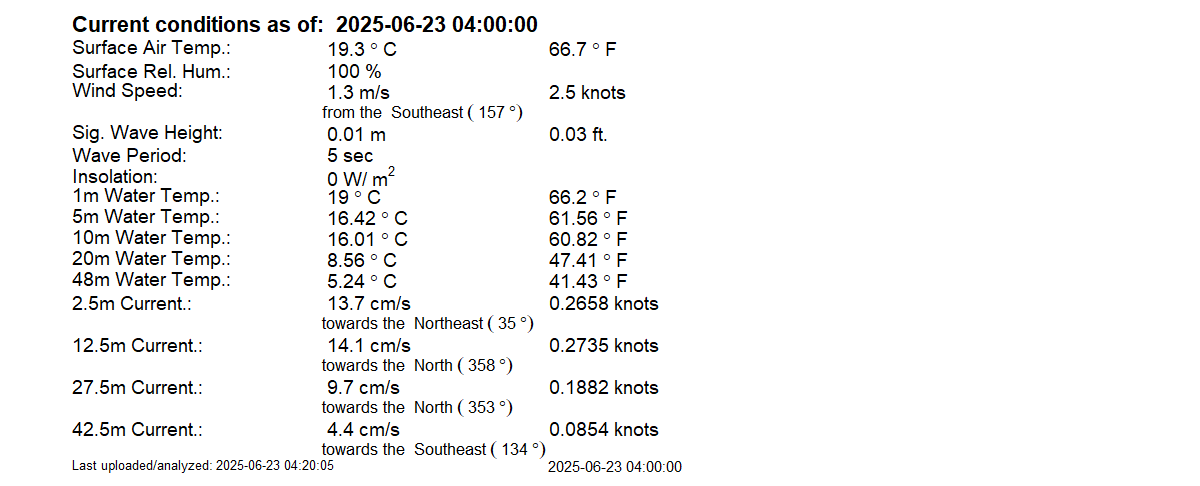 Current conditions as of: 2025-06-23 04:00:00
Surface Air Temp.: 19.3 ° C 66.7 ° F
Surface Rel. Hum.: 100 %
Wind Speed: 1.3 m/s 2.5 knots
from the Southeast ( 157 °)
Sig. Wave Height: 0.01 m 0.03 ft.
Wave Period: 5 sec
Insolation: 0 W/ m²
1m Water Temp.: 19 ° C 66.2 ° F
5m Water Temp.: 16.42 ° C 61.56 ° F
10m Water Temp.: 16.01 ° C 60.82 ° F
20m Water Temp.: 8.56 ° C 47.41 ° F
48m Water Temp.: 5.24 ° C 41.43 ° F
2.5m Current.: 13.7 cm/s 0.2658 knots
towards the Northeast ( 35 °)
12.5m Current.: 14.1 cm/s 0.2735 knots
towards the North ( 358 °)
27.5m Current.: 9.7 cm/s 0.1882 knots
towards the North ( 353 °)
42.5m Current.: 4.4 cm/s 0.0854 knots
towards the Southeast ( 134 °)
Last uploaded/analyzed: 2025-06-23 04:20:05 2025-06-23 04:00:00